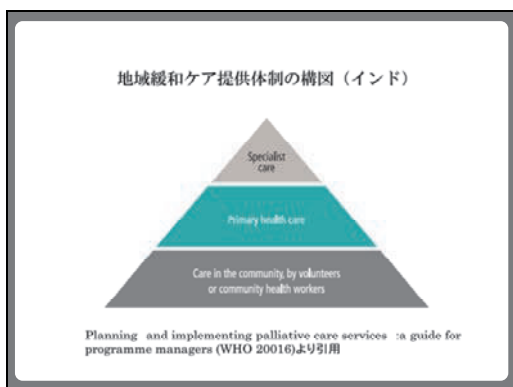 地域緩和ケア提供体制の構図（インド）
Specialist
care
Primary health care
Care in the community, by volunteers
or community health workers
Planning and implementing palliative care services :a guide for
programme managers (WHO 20016)より引用